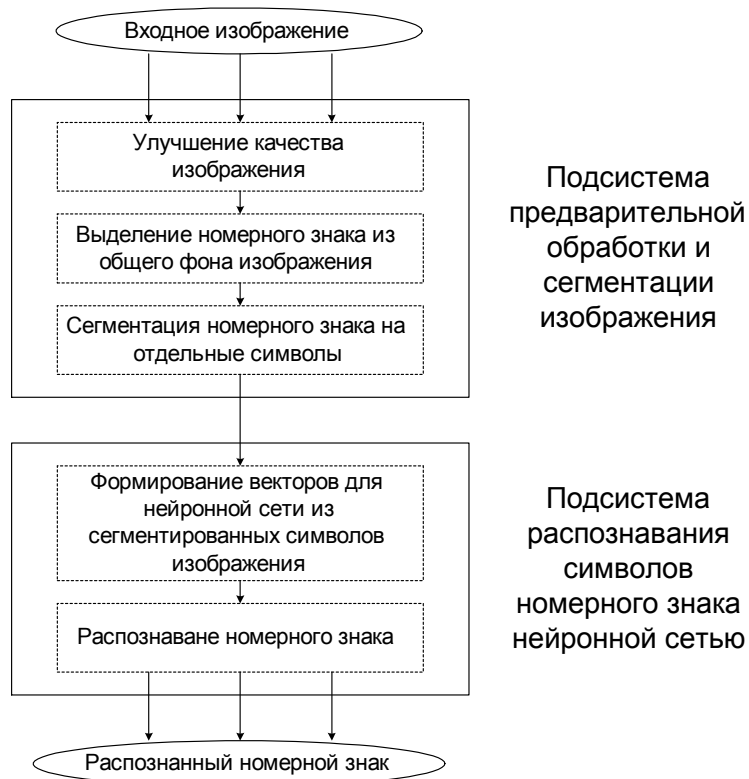 Входное изображение
Улучшение качества
изображения
Выделение номерного знака из
общего фона изображения
Сегментация номерного знака на
отдельные символы
Подсистема
предварительной
обработки и
сегментации
изображения
Формирование векторов для
нейронной сети из
сегментированных символов
изображения
Распознаване номерного знака
Подсистема
распознавания
символов
номерного знака
нейронной сетью
Распознанный номерной знак